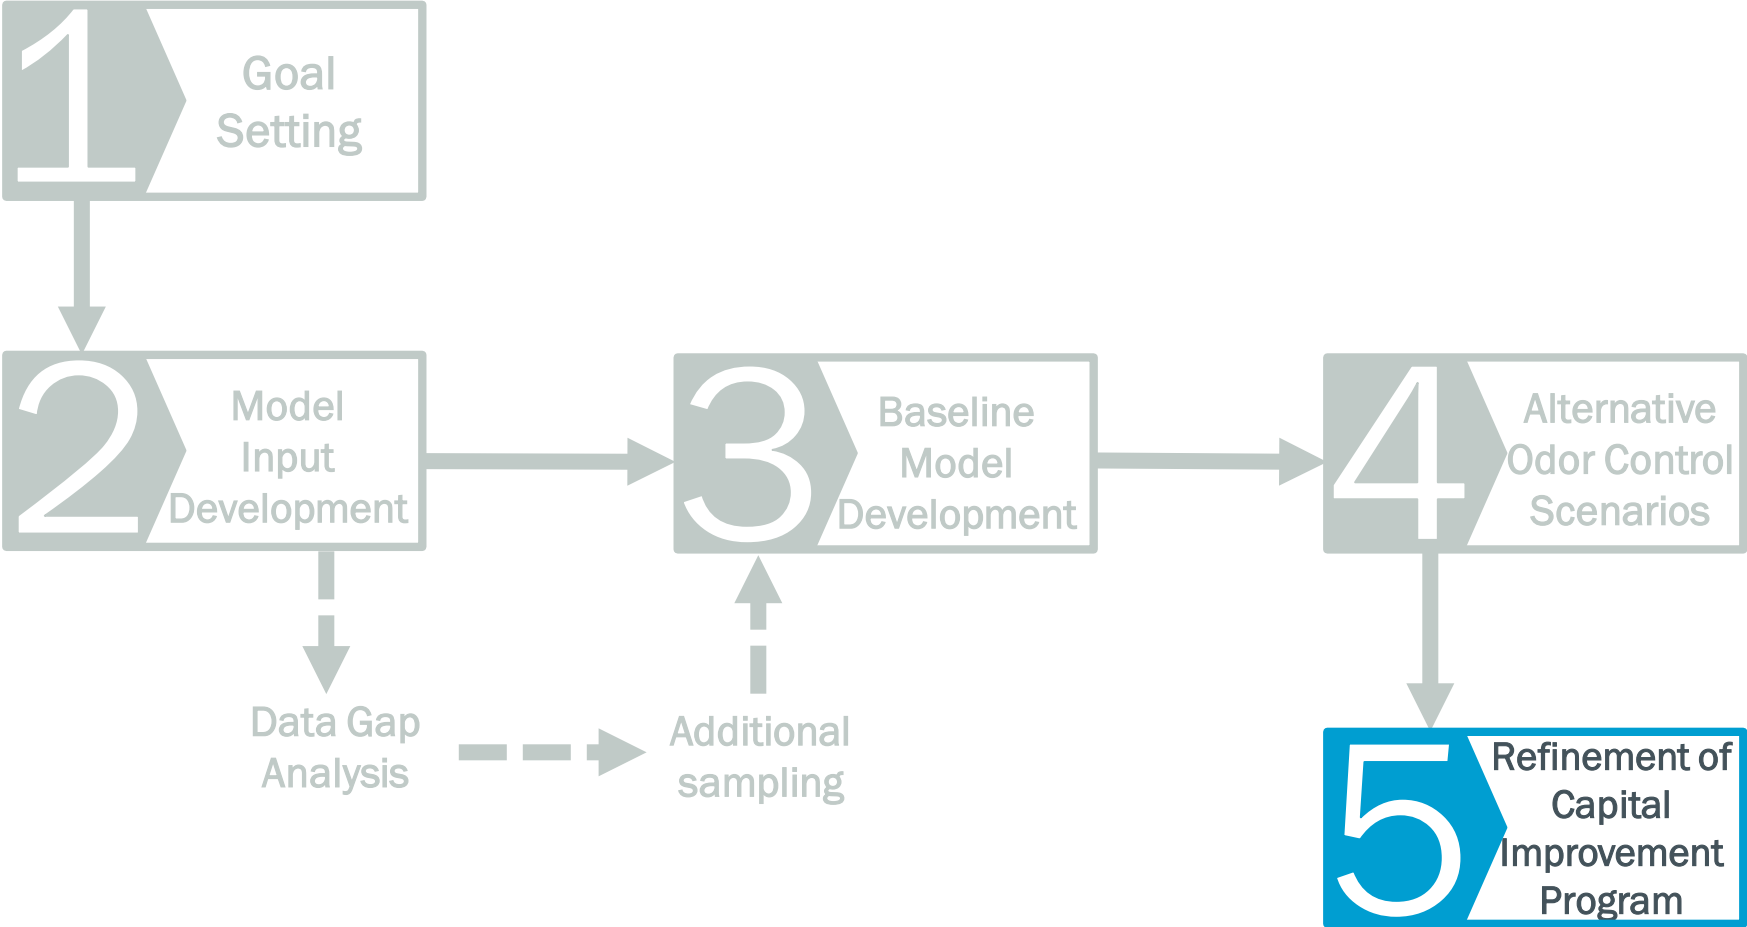 1
Goal
Setting
2
Model
Input
Development
3
Baseline
Model
Development
4
Alternative
Odor Control
Scenarios
Data Gap
Analysis
Additional
sampling
5
Refinement of
Capital
Improvement
Program